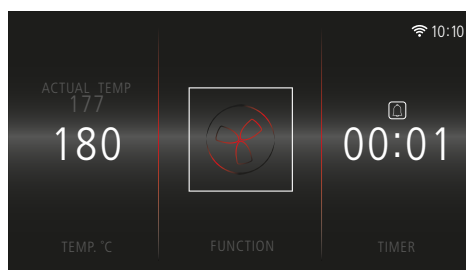 10:10
ACTUAL TEMP
177
180
00:01
TEMP. °C
FUNCTION
TIMER